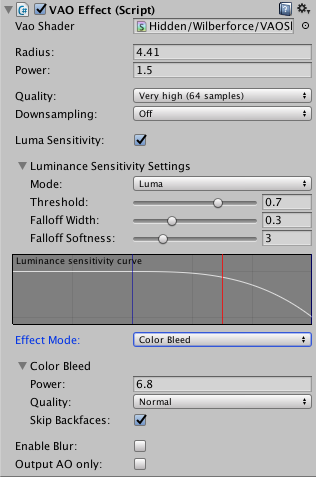 VAO Effect (Script)
Vao Shader Hidden/Wilberforce/VAOSl
Radius: 4.41
Power: 1.5
Quality: Very high (64 samples)
Downsampling: Off
Luma Sensitivity:
Luminance Sensitivity Settings
Mode: Luma
Threshold: 0.7
Falloff Width: 0.3
Falloff Softness: 3
Luminance sensitivity curve
Effect Mode: Color Bleed
Color Bleed
Power: 6.8
Quality: Normal
Skip Backfaces:
Enable Blur:
Output AO only: